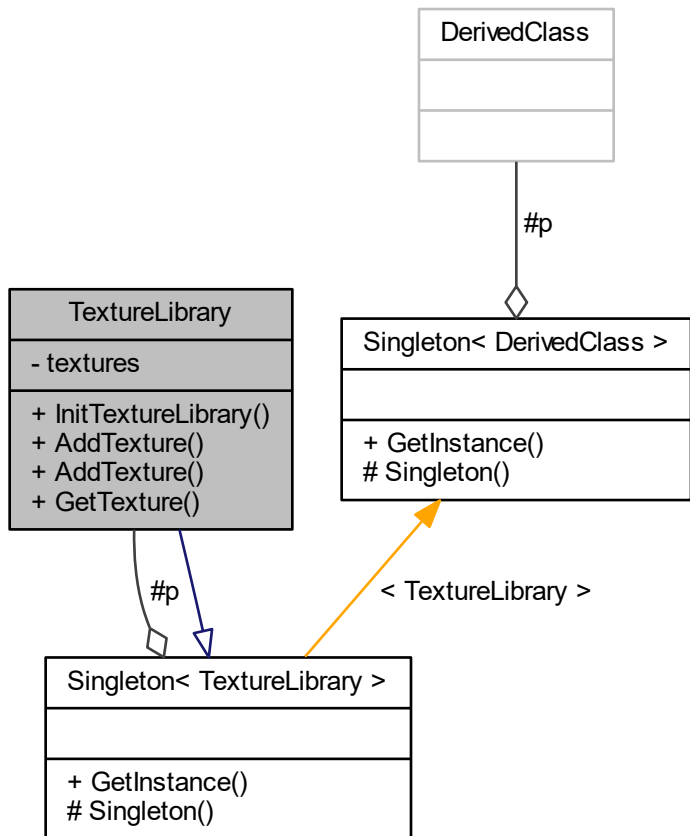 DerivedClass
#p
TextureLibrary
- textures
+ InitTextureLibrary()
+ AddTexture()
+ AddTexture()
+ GetTexture()
Singleton< DerivedClass >
+ GetInstance()
# Singleton()
#p
< TextureLibrary >
Singleton< TextureLibrary >
+ GetInstance()
# Singleton()